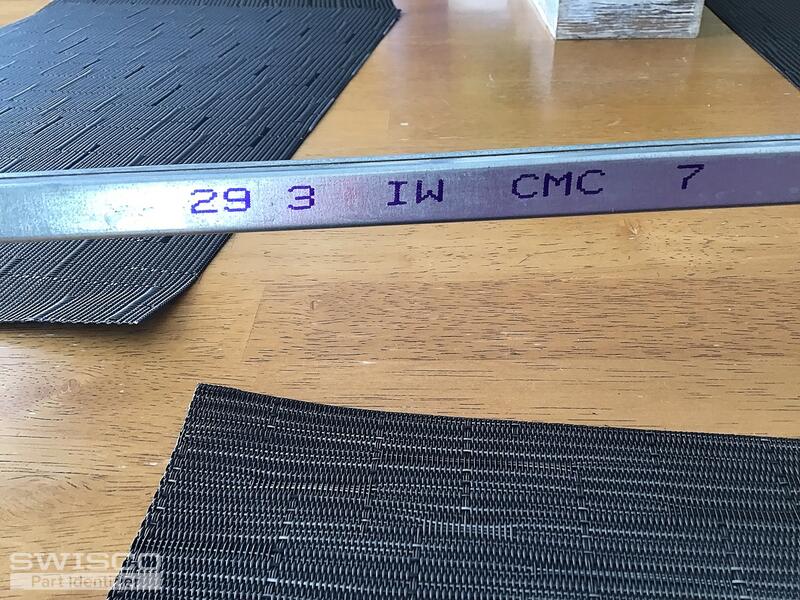 29 3 IW CMC 7
SWISCO
Part Identifier